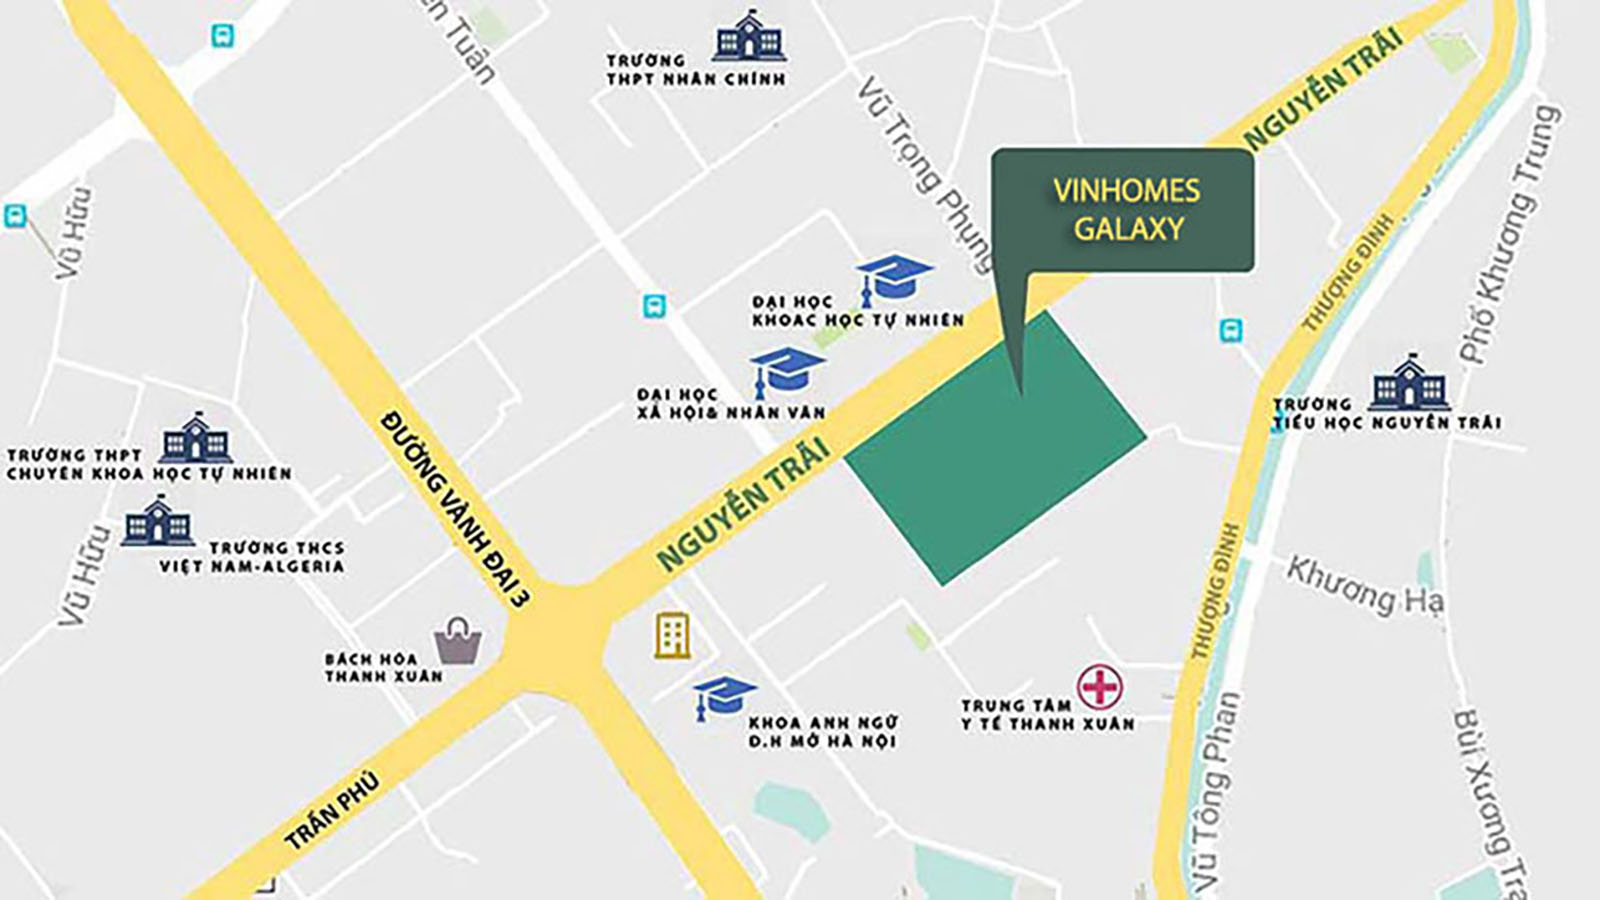 ển Tuân
TRƯỜNG
THPT NHÂN CHÍNH
Vũ Trọng Phụng
NGUYỄN TRÃI
VINHOMES
GALAXY
Phố Khương Trung
Vũ Hữu
THƯỢNG ĐÌNH
ĐẠI HỌC
KHOAC HỌC TỰ NHIÊN
ĐẠI HỌC
XÃ HỘI& NHÂN VĂN
TRƯỜNG
TIỂU HỌC NGUYỄN TRÃI
TRƯỜNG THPT
CHUYÊN KHOA HỌC TỰ NHIÊN
ĐƯỜNG VÀNH ĐAI 3
NGUYỄN TRÃI
TRƯỜNG THCS
VIỆT NAM-ALGERIA
Vũ Hữu
THƯỢNG ĐÌNH
Khương Hạ
BÁCH HÓA
THANH XUÂN
KHOA ANH NGỮ
Đ.H MỞ HÀ NỘI
TRUNG TÂM
Y TẾ THANH XUÂN
TRẦN PHÚ
Vũ Tông Phan
Bùi Xương Trạ